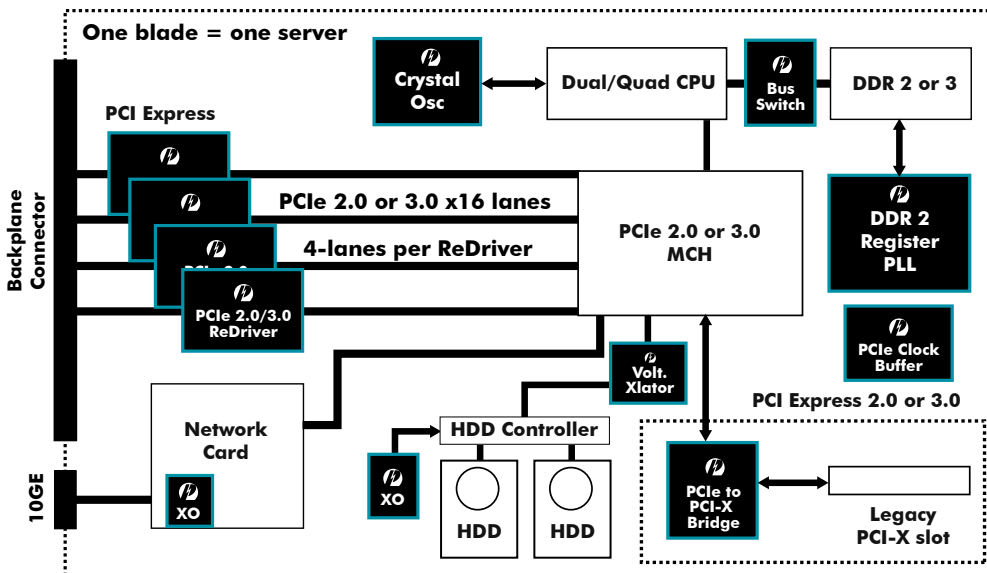 One blade = one server
Crystal
Osc
Dual/Quad CPU
Bus
Switch
DDR 2 or 3
PCI Express
PCIe 2.0 or 3.0 x16 lanes
4-lanes per ReDriver
PCIe 2.0/3.0
ReDriver
Backplane
Connector
PCIe 2.0 or 3.0
MCH
DDR 2
Register
PLL
PCIe Clock
Buffer
Volt.
Xlator
PCI Express 2.0 or 3.0
Network
Card
XO
10GE
HDD Controller
XO
HDD
HDD
PCIe to
PCI-X
Bridge
Legacy
PCI-X slot